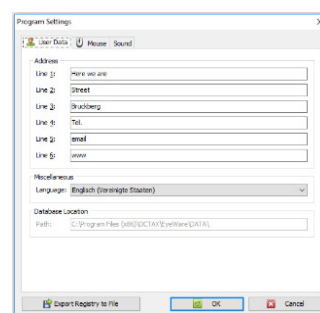 Program Settings
User Data Mouse Sound
Address
Line 1: Here we are
Line 2: Street
Line 3: Bruckberg
Line 4: Tel.
Line 5: email
Line 6: www
Miscellaneous
Language: Englisch (Vereinigte Staaten)
Database Location
Path: C:\Program Files (x86)\OCTAX\EyeWare\DATA\
Export Registry to File OK Cancel